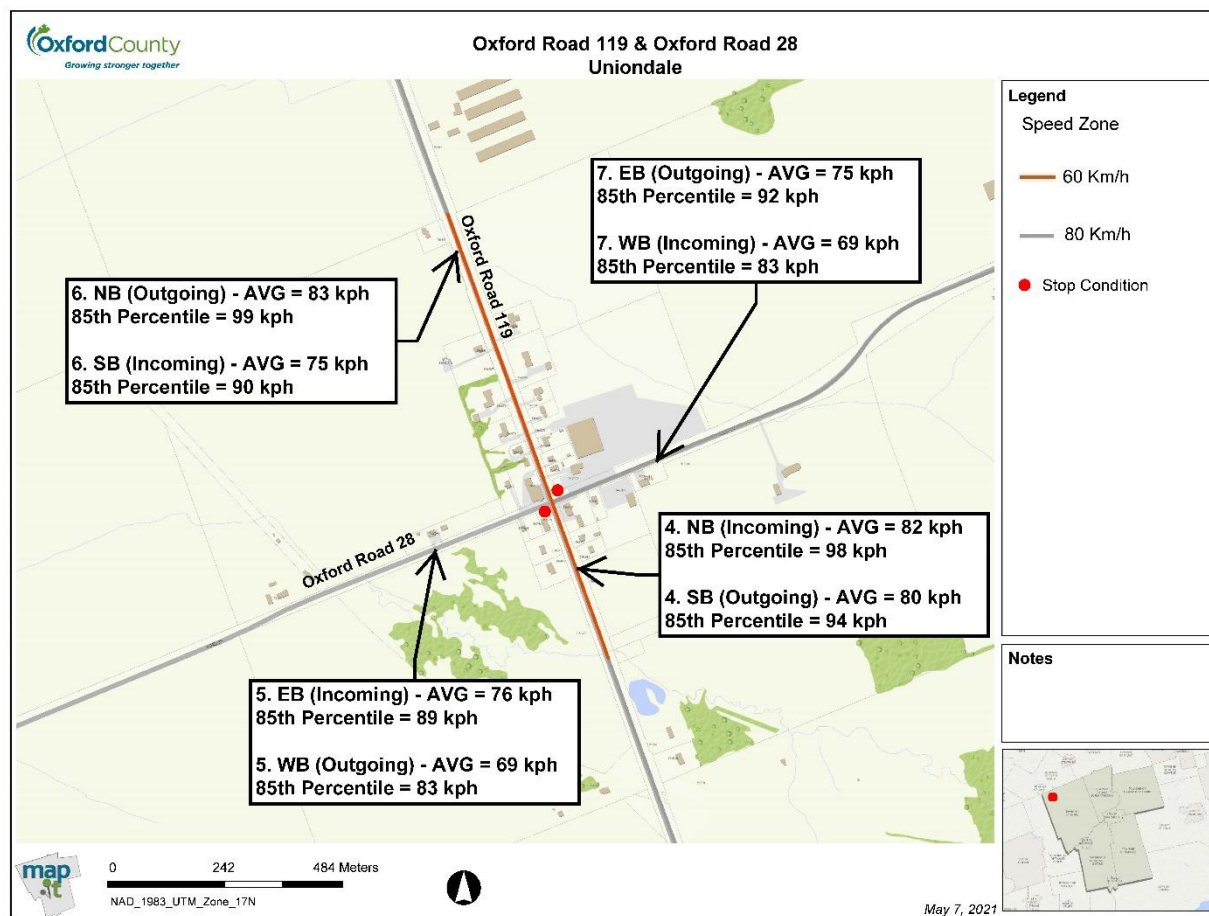 OxfordCounty
Growing stronger together
Oxford Road 119 & Oxford Road 28
Uniondale
Legend
Speed Zone
60 Km/h
80 Km/h
Stop Condition
7. EB (Outgoing) - AVG = 75 kph
85th Percentile = 92 kph
7. WB (Incoming) - AVG = 69 kph
85th Percentile = 83 kph
Oxford Road 119
6. NB (Outgoing) - AVG = 83 kph
85th Percentile = 99 kph
6. SB (Incoming) - AVG = 75 kph
85th Percentile = 90 kph
Oxford Road 28
4. NB (Incoming) - AVG = 82 kph
85th Percentile = 98 kph
4. SB (Outgoing) - AVG = 80 kph
85th Percentile = 94 kph
5. EB (Incoming) - AVG = 76 kph
85th Percentile = 89 kph
5. WB (Outgoing) - AVG = 69 kph
85th Percentile = 83 kph
Notes
map it
0 242 484 Meters
NAD_1983_UTM_Zone_17N
May 7, 2021